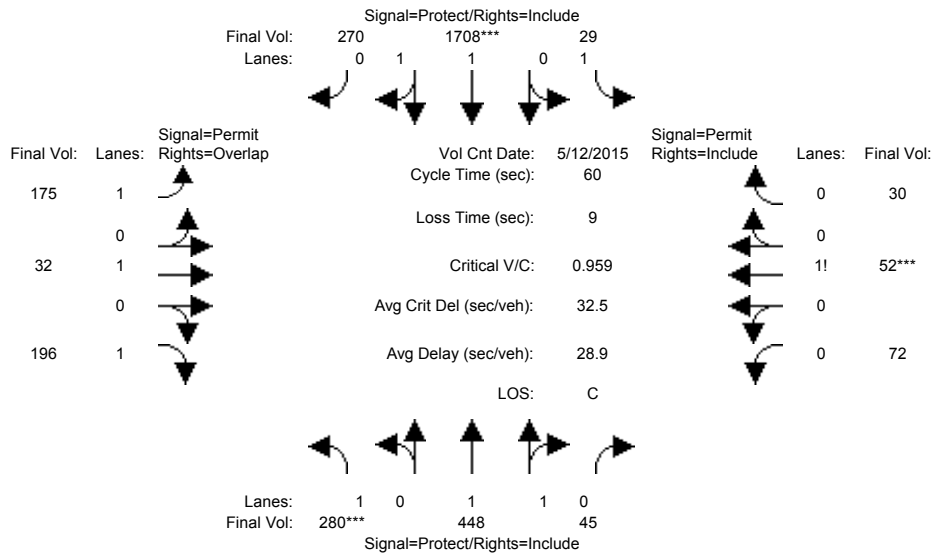 Signal=Protect/Rights=Include
Final Vol: 270 1708*** 29
Lanes: 0 1 1 0 1
Signal=Permit Signal=Permit
Final Vol: Lanes: Rights=Overlap Vol Cnt Date: 5/12/2015 Rights=Include Lanes: Final Vol:
Cycle Time (sec): 60
175 1 0 30
Loss Time (sec): 9
0 0
32 1 Critical V/C: 0.959 1! 52***
0 Avg Crit Del (sec/veh): 32.5 0
196 1 Avg Delay (sec/veh): 28.9 0 72
LOS: C
Lanes: 1 0 1 1 0
Final Vol: 280*** 448 45
Signal=Protect/Rights=Include